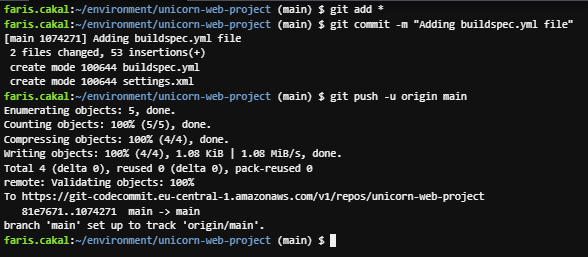 faris.cakal:~/environment/unicorn-web-project (main) $ git add *
faris.cakal:~/environment/unicorn-web-project (main) $ git commit -m "Adding buildspec.yml file"
[main 1074271] Adding buildspec.yml file
 2 files changed, 53 insertions(+)
 create mode 100644 buildspec.yml
 create mode 100644 settings.xml
faris.cakal:~/environment/unicorn-web-project (main) $ git push -u origin main
Enumerating objects: 5, done.
Counting objects: 100% (5/5), done.
Compressing objects: 100% (4/4), done.
Writing objects: 100% (4/4), 1.08 KiB | 1.08 MiB/s, done.
Total 4 (delta 0), reused 0 (delta 0), pack-reused 0
remote: Validating objects: 100%
To https://git-codecommit.eu-central-1.amazonaws.com/v1/repos/unicorn-web-project
   81e7671..1074271  main -> main
branch 'main' set up to track 'origin/main'.
faris.cakal:~/environment/unicorn-web-project (main) $